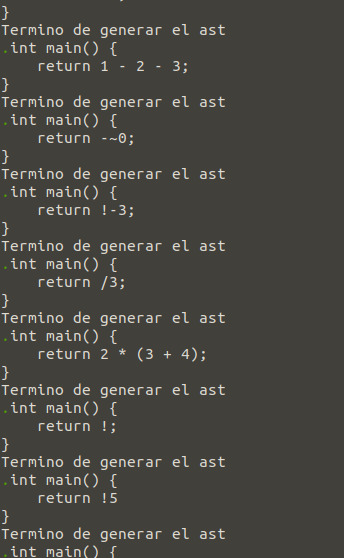 }
Termino de generar el ast
.int main() {
    return 1 - 2 - 3;
}
Termino de generar el ast
.int main() {
    return -~0;
}
Termino de generar el ast
.int main() {
    return !-3;
}
Termino de generar el ast
.int main() {
    return /3;
}
Termino de generar el ast
.int main() {
    return 2 * (3 + 4);
}
Termino de generar el ast
.int main() {
    return !;
}
Termino de generar el ast
.int main() {
    return !5
}
Termino de generar el ast
.int main() {